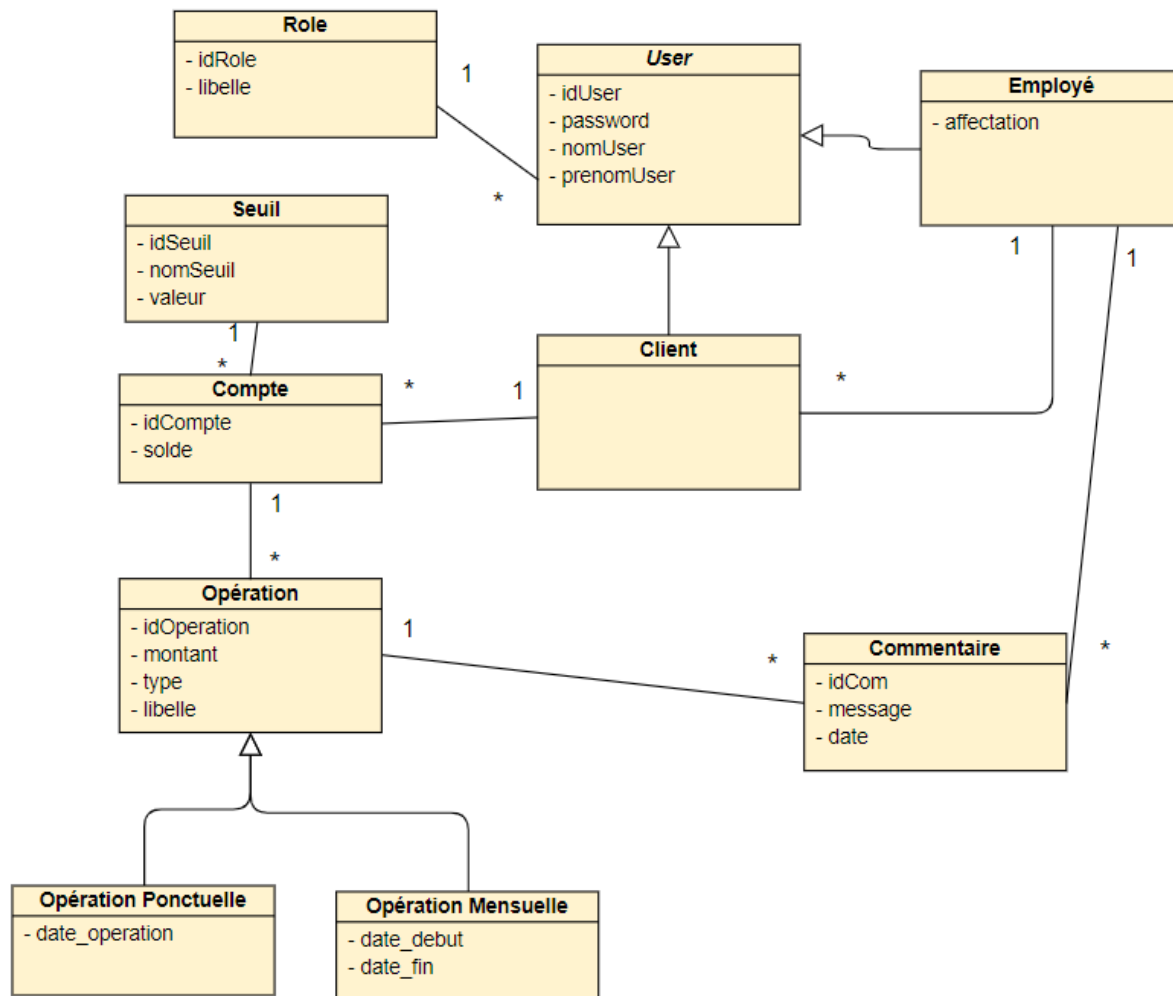 Role
- idRole
- libelle
1
*
User
- idUser
- password
- nomUser
- prenomUser
Employé
- affectation
Seuil
- idSeuil
- nomSeuil
- valeur
1
*
1
1
Client
*
Compte
- idCompte
- solde
*
1
1
*
Opération
- idOperation
- montant
- type
- libelle
1
*
*
Commentaire
- idCom
- message
- date
Opération Ponctuelle
- date_operation
Opération Mensuelle
- date_debut
- date_fin